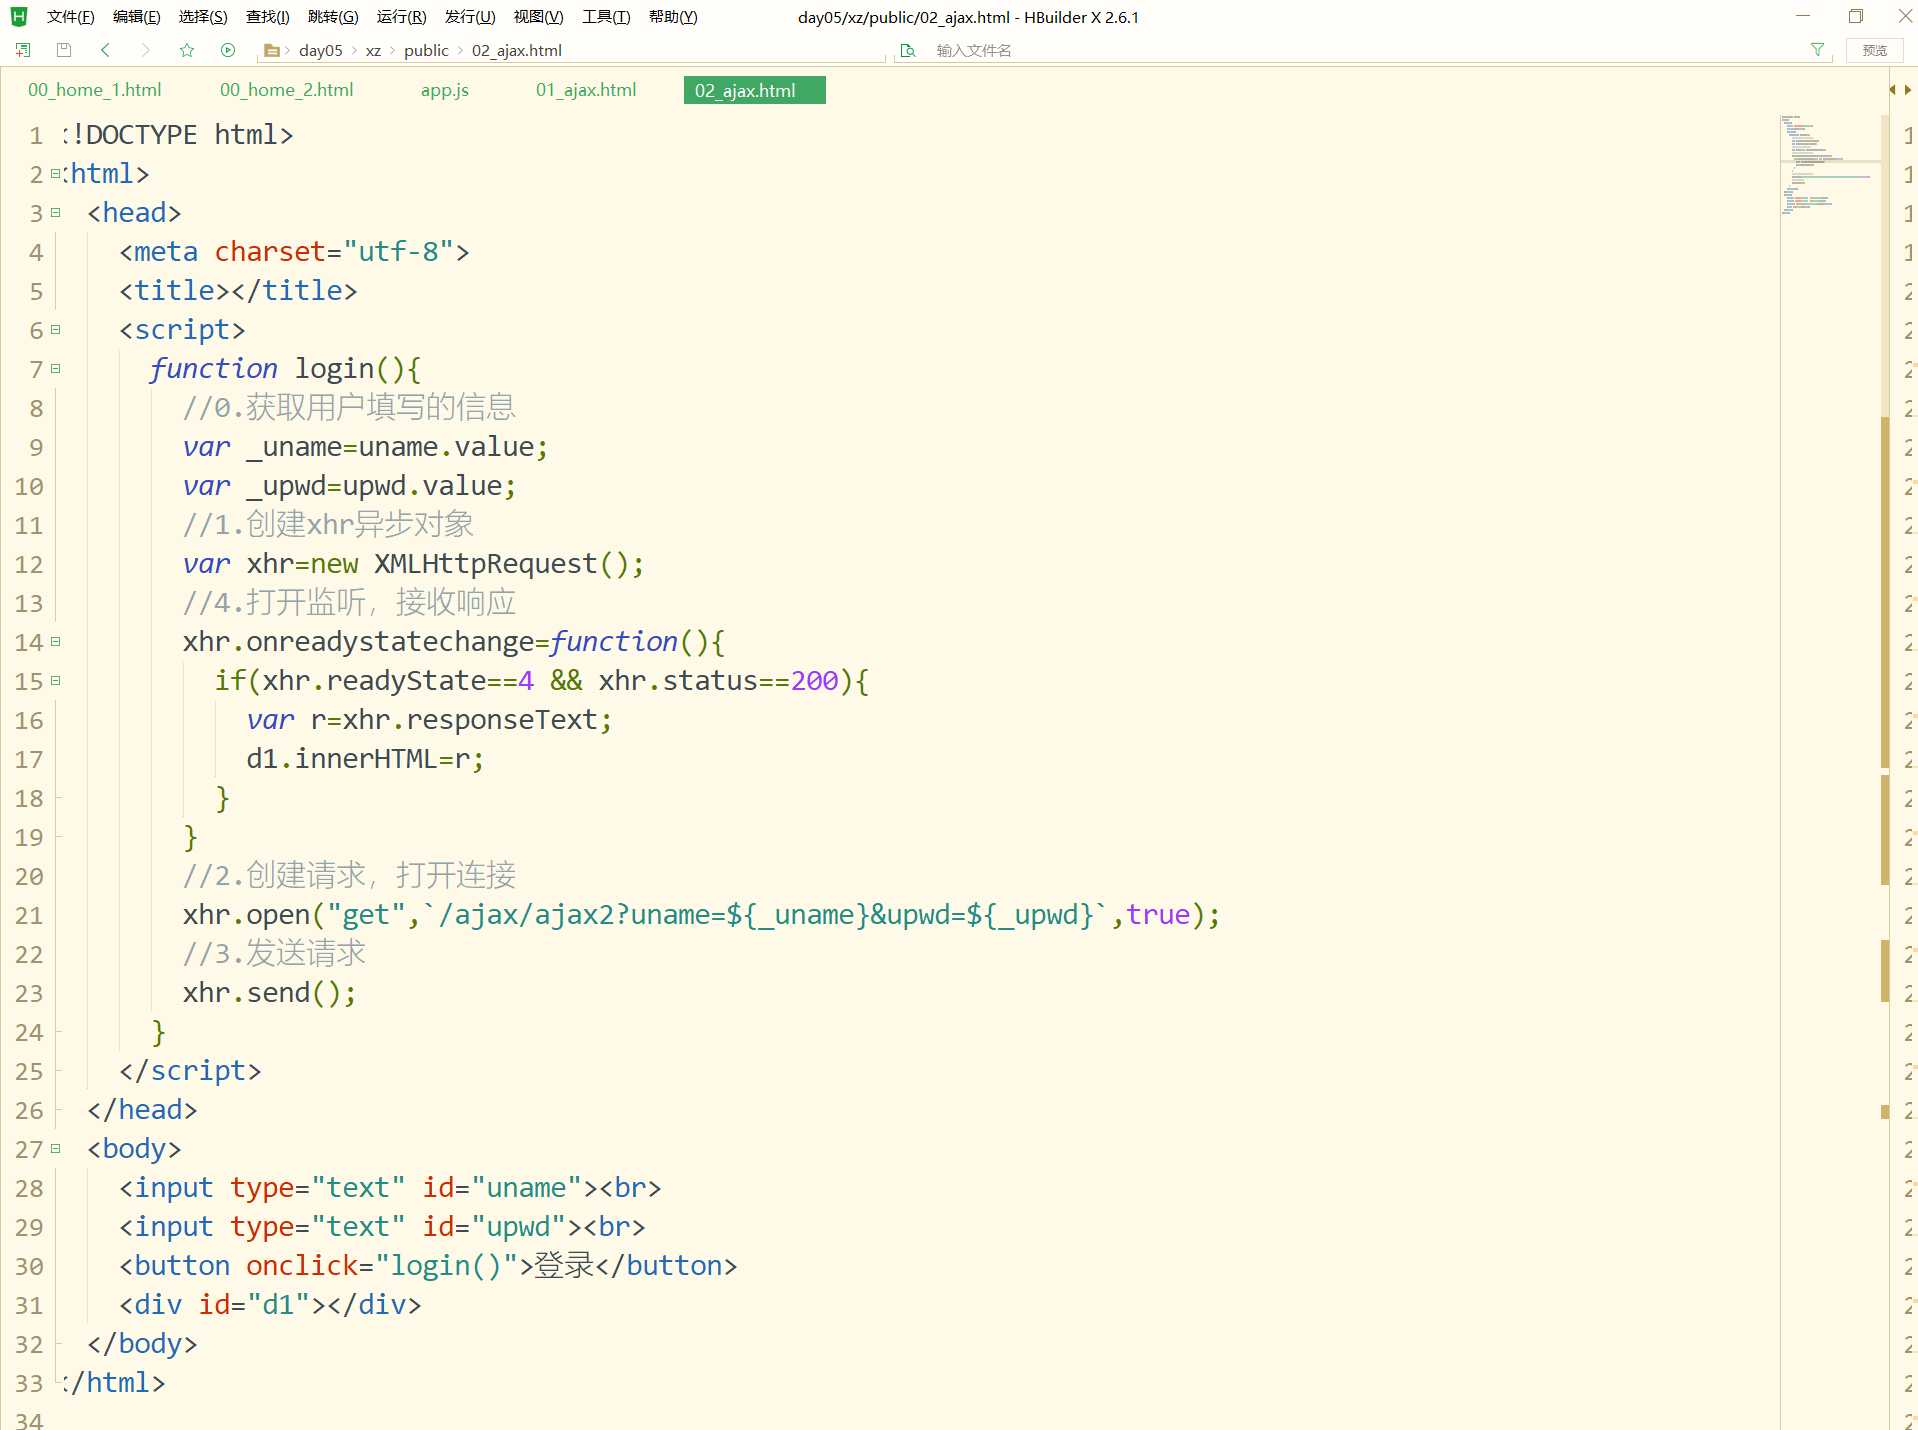 文件(F) 编辑(E) 选择(S) 查找(I) 跳转(G) 运行(R) 发行(U) 视图(V) 工具(T) 帮助(Y) day05/xz/public/02_ajax.html - HBuilder X 2.6.1
day05 xz public 02_ajax.html 输入文件名 预览
00_home_1.html 00_home_2.html app.js 01_ajax.html 02_ajax.html
1 <!DOCTYPE html>
2 <html>
3 <head>
4 <meta charset="utf-8">
5 <title></title>
6 <script>
7 function login(){
8 //0.获取用户填写的信息
9 var _uname=uname.value;
10 var _upwd=upwd.value;
11 //1.创建xhr异步对象
12 var xhr=new XMLHttpRequest();
13 //4.打开监听，接收响应
14 xhr.onreadystatechange=function(){
15 if(xhr.readyState==4 && xhr.status==200){
16 var r=xhr.responseText;
17 d1.innerHTML=r;
18 }
19 }
20 //2.创建请求，打开连接
21 xhr.open("get",`/ajax/ajax2?uname=${_uname}&upwd=${_upwd}`,true);
22 //3.发送请求
23 xhr.send();
24 }
25 </script>
26 </head>
27 <body>
28 <input type="text" id="uname"><br>
29 <input type="text" id="upwd"><br>
30 <button onclick="login()">登录</button>
31 <div id="d1"></div>
32 </body>
33 </html>
34